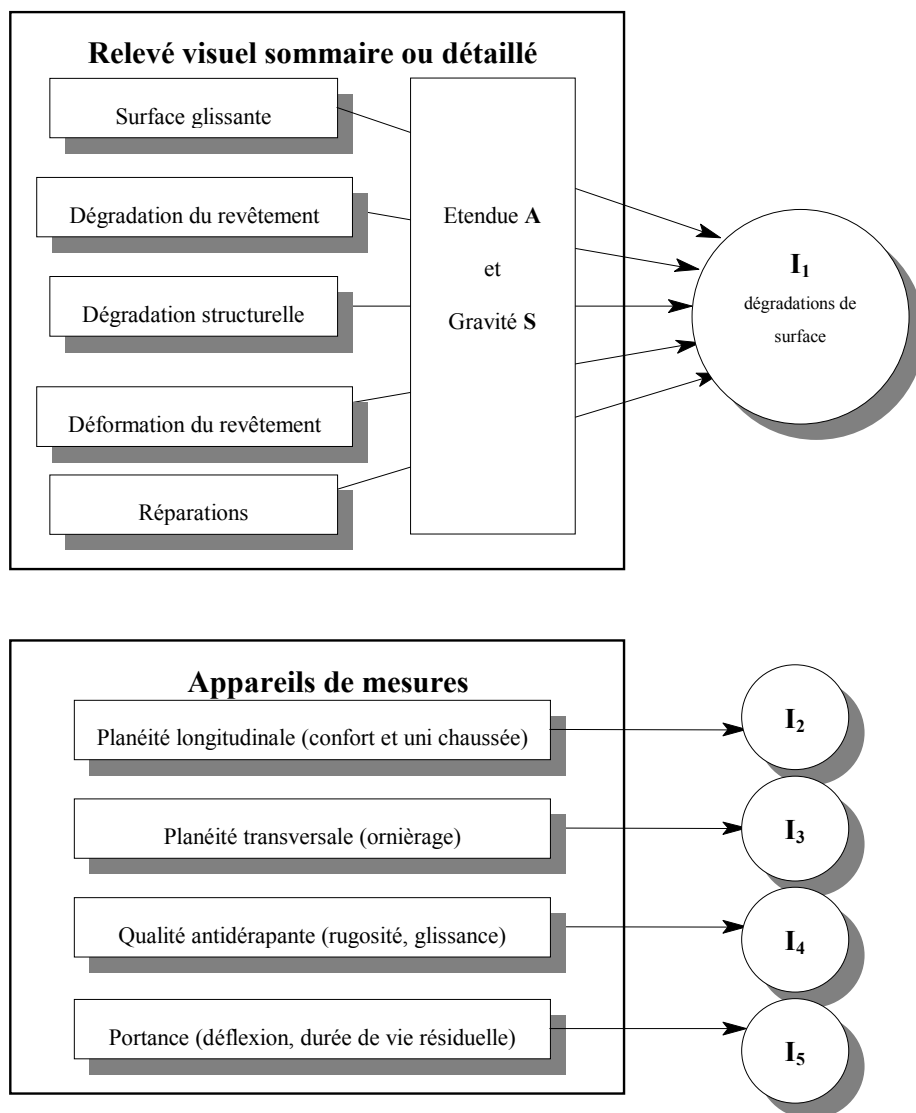 Relevé visuel sommaire ou détaillé
Surface glissante
Dégradation du revêtement
Dégradation structurelle
Déformation du revêtement
Réparations
Etendue A
et
Gravité S
I₁
dégradations de
surface
Appareils de mesures
Planéité longitudinale (confort et uni chaussée)
I₂
Planéité transversale (ornièrage)
I₃
Qualité antidérapante (rugosité, glissance)
I₄
Portance (déflexion, durée de vie résiduelle)
I₅